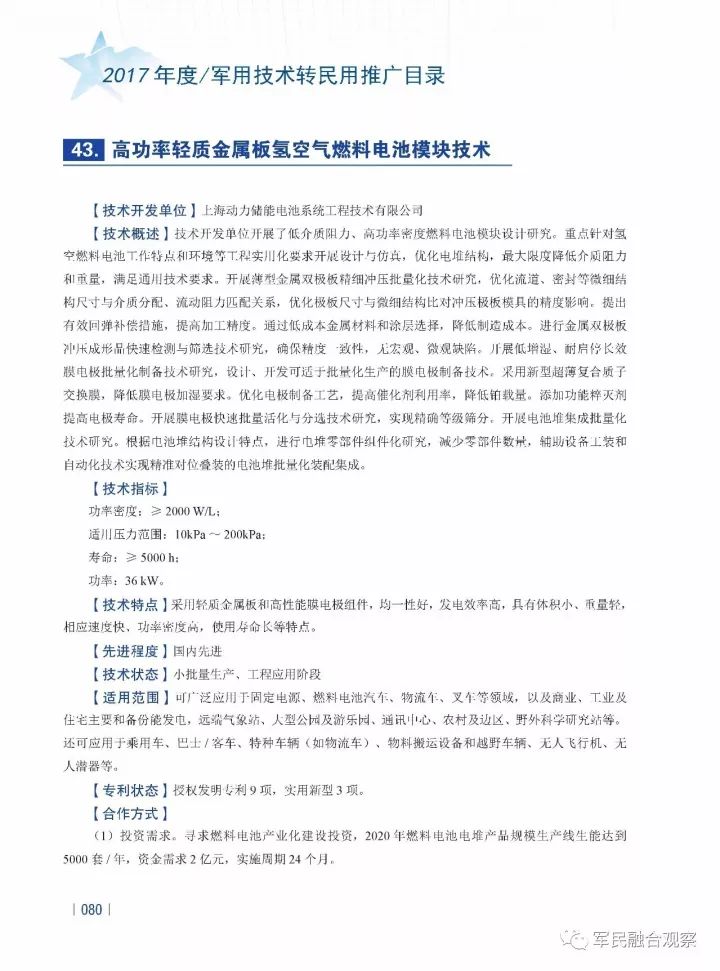 2017 年度/军用技术转民用推广目录
43. 高功率轻质金属板氢空气燃料电池模块技术
【技术开发单位】上海动力储能电池系统工程技术有限公司
【技术概述】技术开发单位开展了低介质阻力、高功率密度燃料电池模块设计研究。重点针对氢
空燃料电池工作特点和环境等工程实用化要求开展设计与仿真，优化电堆结构，最大限度降低介质阻力
和重量，满足通用技术要求。开展薄型金属双极板精细冲压批量化技术研究，优化流道、密封等微细结
构尺寸与介质分配、流动阻力匹配关系，优化极板尺寸与微细结构比对冲压极板模具的精度影响。提出
有效回弹补偿措施，提高加工精度。通过低成本金属材料和涂层选择，降低制造成本。进行金属双极板
冲压成形品快速检测与筛选技术研究，确保精度一致性，无宏观、微观缺陷。开展低增湿、耐启停长效
膜电极批量化制备技术研究，设计、开发可适于批量化生产的膜电极制备技术。采用新型超薄复合质子
交换膜，降低膜电极加湿要求。优化电极制备工艺，提高催化剂利用率，降低铂载量。添加功能粹灭剂
提高电极寿命。开展膜电极快速批量活化与分选技术研究，实现精确等级筛分。开展电池堆集成批量化
技术研究。根据电池堆结构设计特点，进行电堆零部件组件化研究，减少零部件数量，辅助设备工装和
自动化技术实现精准对位叠装的电池堆批量化装配集成。
【技术指标】
功率密度：≥ 2000 W/L；
适用压力范围：10kPa ～ 200kPa；
寿命：≥ 5000 h；
功率：36 kW。
【技术特点】采用轻质金属板和高性能膜电极组件，均一性好，发电效率高，具有体积小、重量轻，
相应速度快、功率密度高，使用寿命长等特点。
【先进程度】国内先进
【技术状态】小批量生产、工程应用阶段
【适用范围】可广泛应用于固定电源、燃料电池汽车、物流车、叉车等领域，以及商业、工业及
住宅主要和备份能发电，远端气象站、大型公园及游乐园、通讯中心、农村及边区、野外科学研究站等。
还可应用于乘用车、巴士 / 客车、特种车辆（如物流车）、物料搬运设备和越野车辆、无人飞行机、无
人潜器等。
【专利状态】授权发明专利 9 项，实用新型 3 项。
【合作方式】
（1）投资需求。寻求燃料电池产业化建设投资，2020 年燃料电池电堆产品规模生产线生能达到
5000 套 / 年，资金需求 2 亿元，实施周期 24 个月。
| 080 |
军民融合观察